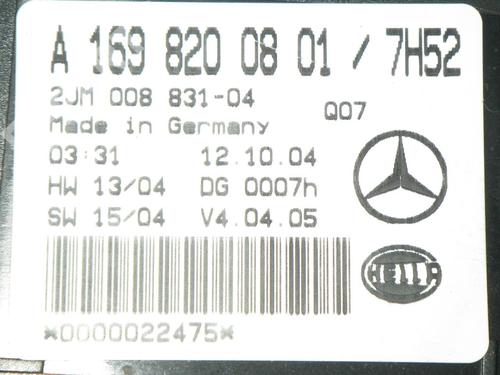 A 169 820 08 01 / 7H52
2JM 008 831-04
Q07
Made in Germany
03:31 12.10.04
HW 13/04 DG 0007h
SW 15/04 V4.04.05
HELLA
*0000022475*